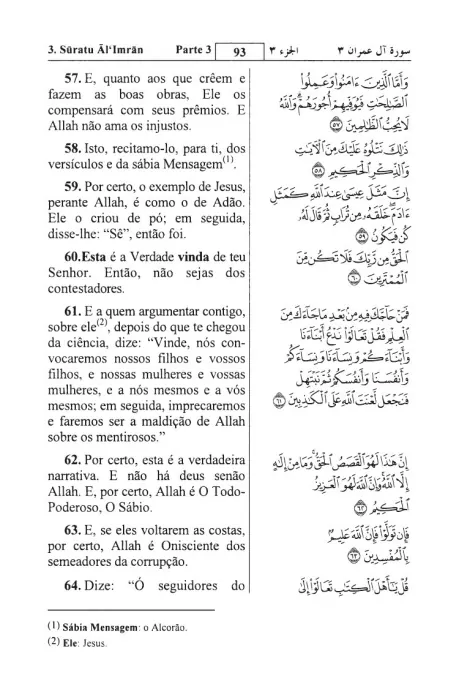 3. Sūratu Āl‘Imrān Parte 3 93 الجزء ٣ سورة آل عمران ٣
57. E, quanto aos que crêem e
fazem as boas obras, Ele os
compensará com seus prêmios. E
Allah não ama os injustos.
58. Isto, recitamo-lo, para ti, dos
versículos e da sábia Mensagem(1).
59. Por certo, o exemplo de Jesus,
perante Allah, é como o de Adão.
Ele o criou de pó; em seguida,
disse-lhe: “Sê”, então foi.
60.Esta é a Verdade vinda de teu
Senhor. Então, não sejas dos
contestadores.
61. E a quem argumentar contigo,
sobre ele(2), depois do que te chegou
da ciência, dize: “Vinde, nós con-
vocaremos nossos filhos e vossos
filhos, e nossas mulheres e vossas
mulheres, e a nós mesmos e a vós
mesmos; em seguida, imprecaremos
e faremos ser a maldição de Allah
sobre os mentirosos.”
62. Por certo, esta é a verdadeira
narrativa. E não há deus senão
Allah. E, por certo, Allah é O Todo-
Poderoso, O Sábio.
63. E, se eles voltarem as costas,
por certo, Allah é Onisciente dos
semeadores da corrupção.
64. Dize: “Ó seguidores do
وَأَمَّا ٱلَّذِينَ ءَامَنُوا۟ وَعَمِلُوا۟
ٱلصَّٰلِحَٰتِ فَيُوَفِّيهِمْ أُجُورَهُمْ وَٱللَّهُ
لَا يُحِبُّ ٱلظَّٰلِمِينَ ٥٧
ذَٰلِكَ نَتْلُوهُ عَلَيْكَ مِنَ ٱلْءَايَٰتِ
وَٱلذِّكْرِ ٱلْحَكِيمِ ٥٨
إِنَّ مَثَلَ عِيسَىٰ عِندَ ٱللَّهِ كَمَثَلِ
ءَادَمَ خَلَقَهُۥ مِن تُرَابٍ ثُمَّ قَالَ لَهُۥ
كُن فَيَكُونُ ٥٩
ٱلْحَقُّ مِن رَّبِّكَ فَلَا تَكُن مِّنَ
ٱلْمُمْتَرِينَ ٦٠
فَمَنْ حَآجَّكَ فِيهِ مِنۢ بَعْدِ مَا جَآءَكَ مِنَ
ٱلْعِلْمِ فَقُلْ تَعَالَوْا۟ نَدْعُ أَبْنَآءَنَا
وَأَبْنَآءَكُمْ وَنِسَآءَنَا وَنِسَآءَكُمْ
وَأَنفُسَنَا وَأَنفُسَكُمْ ثُمَّ نَبْتَهِلْ
فَنَجْعَل لَّعْنَتَ ٱللَّهِ عَلَى ٱلْكَٰذِبِينَ ٦١
إِنَّ هَٰذَا لَهُوَ ٱلْقَصَصُ ٱلْحَقُّ وَمَا مِنْ إِلَٰهٍ
إِلَّا ٱللَّهُ وَإِنَّ ٱللَّهَ لَهُوَ ٱلْعَزِيزُ
ٱلْحَكِيمُ ٦٢
فَإِن تَوَلَّوْا۟ فَإِنَّ ٱللَّهَ عَلِيمٌۢ
بِٱلْمُفْسِدِينَ ٦٣
قُلْ يَٰٓأَهْلَ ٱلْكِتَٰبِ تَعَالَوْا۟ إِلَىٰ
(1) Sábia Mensagem: o Alcorão.
(2) Ele: Jesus.